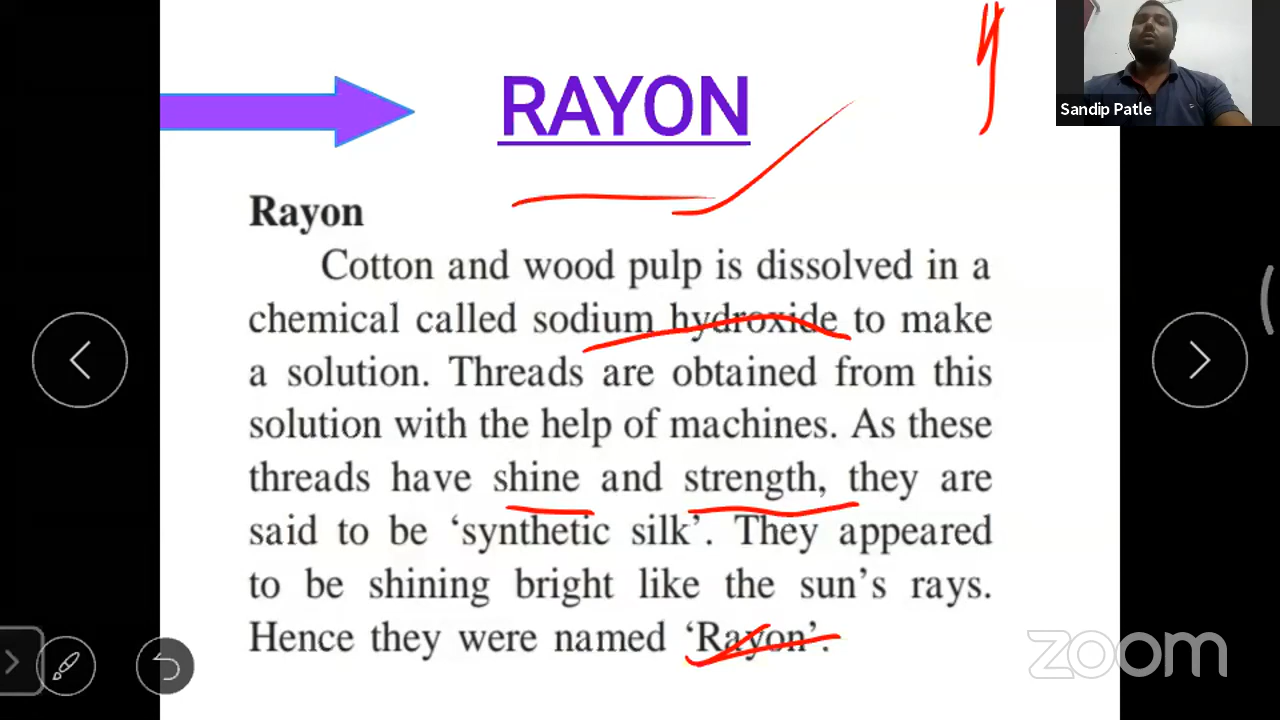 RAYON
Sandip Patle
Rayon
Cotton and wood pulp is dissolved in a
chemical called sodium hydroxide to make
a solution. Threads are obtained from this
solution with the help of machines. As these
threads have shine and strength, they are
said to be ‘synthetic silk’. They appeared
to be shining bright like the sun’s rays.
Hence they were named ‘Rayon’.
zoom